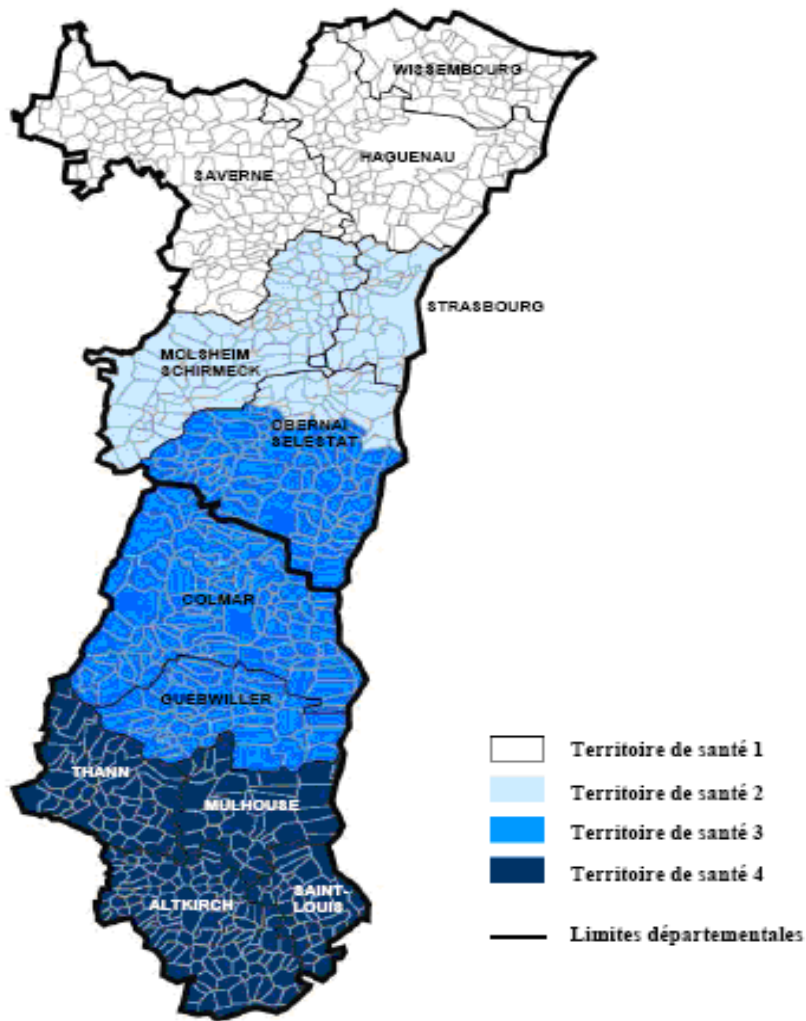 WISSEMBOURG
HAGUENAU
SAVERNE
STRASBOURG
MOLSHEIM
SCHIRMECK
OBERNAI
SELESTAT
COLMAR
GUEBWILLER
THANN
MULHOUSE
ALTKIRCH
SAINT-
LOUIS
Territoire de santé 1
Territoire de santé 2
Territoire de santé 3
Territoire de santé 4
Limites départementales